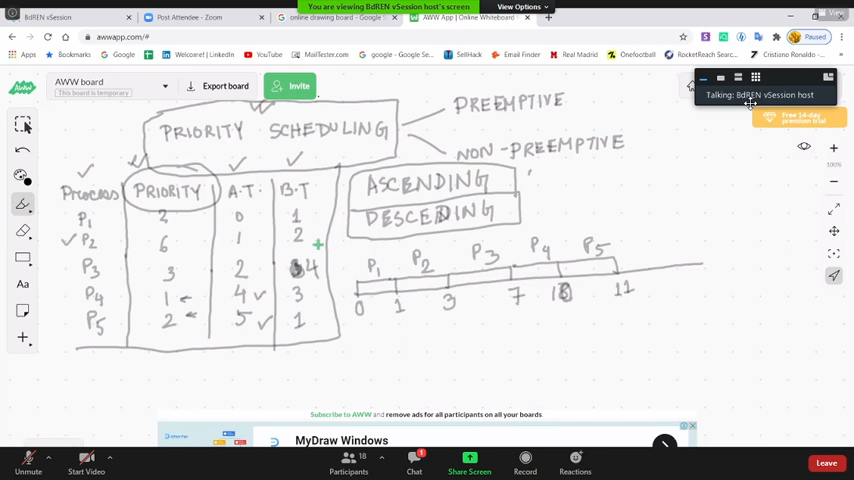 You are viewing BdREN vSession host's screen
View Options
View
BdREN vSession
Post Attendee - Zoom
online drawing board - Google S
AWW App | Online Whiteboard
awwapp.com/#
Paused
Apps
Bookmarks
Google
Welcome! | LinkedIn
YouTube
MailTester.com
google - Google Se...
SellHack
Email Finder
Real Madrid
Onefootball
RocketReach Search...
Cristiano Ronaldo...
AWW board
This board is temporary
Export board
Invite
Talking: BdREN vSession host
Free 14-day
premium trial
100%
PRIORITY SCHEDULING
PREEMPTIVE
NON-PREEMPTIVE
Process PRIORITY A.T. B.T
P1 2 0 1
P2 6 1 2
P3 3 2 4
P4 1 4 3
P5 2 5 1
ASCENDING
DESCEDING
P1 P2 P3 P4 P5
0 1 3 7 10 11
Aa
Subscribe to AWW and remove ads for all participants on all your boards.
MyDraw Windows
Unmute
Start Video
Participants
18
Chat
1
Share Screen
Record
Reactions
Leave